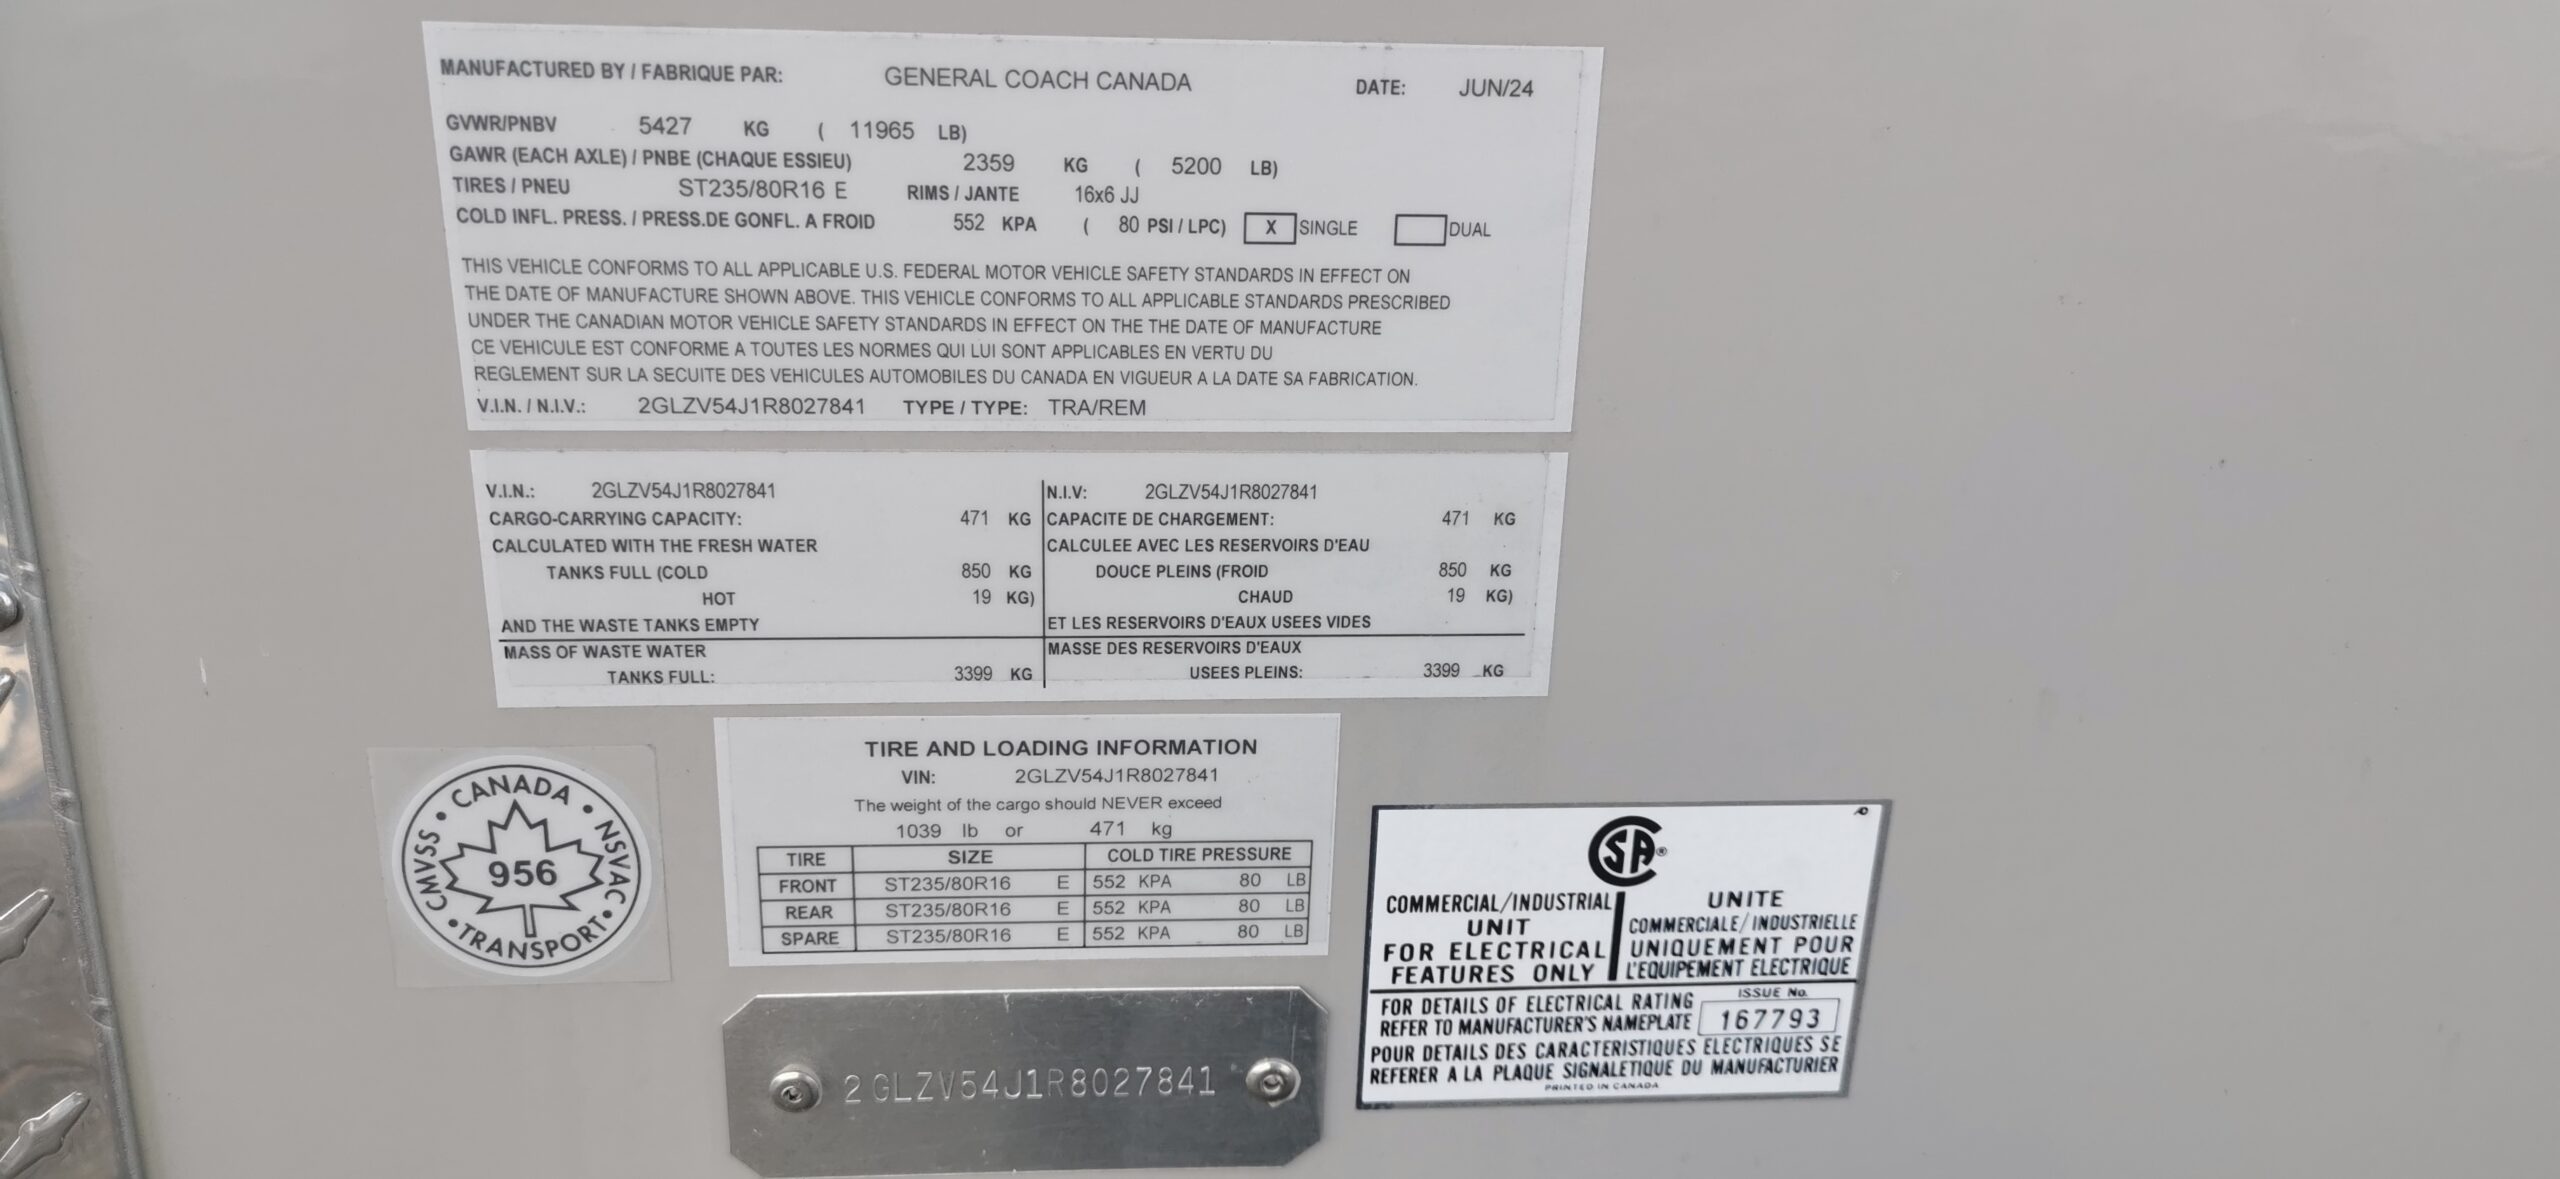 MANUFACTURED BY / FABRIQUE PAR: GENERAL COACH CANADA DATE: JUN/24
GVWR/PNBV 5427 KG ( 11965 LB)
GAWR (EACH AXLE) / PNBE (CHAQUE ESSIEU) 2359 KG ( 5200 LB)
TIRES / PNEU ST235/80R16 E RIMS / JANTE 16x6 JJ
COLD INFL. PRESS. / PRESS.DE GONFL. A FROID 552 KPA ( 80 PSI / LPC) X SINGLE DUAL
THIS VEHICLE CONFORMS TO ALL APPLICABLE U.S. FEDERAL MOTOR VEHICLE SAFETY STANDARDS IN EFFECT ON
THE DATE OF MANUFACTURE SHOWN ABOVE. THIS VEHICLE CONFORMS TO ALL APPLICABLE STANDARDS PRESCRIBED
UNDER THE CANADIAN MOTOR VEHICLE SAFETY STANDARDS IN EFFECT ON THE THE DATE OF MANUFACTURE
CE VEHICULE EST CONFORME A TOUTES LES NORMES QUI LUI SONT APPLICABLES EN VERTU DU
REGLEMENT SUR LA SECUITE DES VEHICULES AUTOMOBILES DU CANADA EN VIGUEUR A LA DATE SA FABRICATION.
V.I.N. / N.I.V.: 2GLZV54J1R8027841 TYPE / TYPE: TRA/REM
V.I.N.: 2GLZV54J1R8027841
CARGO-CARRYING CAPACITY: 471 KG
CALCULATED WITH THE FRESH WATER
TANKS FULL (COLD 850 KG
HOT 19 KG)
AND THE WASTE TANKS EMPTY
MASS OF WASTE WATER
TANKS FULL: 3399 KG
N.I.V: 2GLZV54J1R8027841
CAPACITE DE CHARGEMENT: 471 KG
CALCULEE AVEC LES RESERVOIRS D'EAU
DOUCE PLEINS (FROID 850 KG
CHAUD 19 KG)
ET LES RESERVOIRS D'EAUX USEES VIDES
MASSE DES RESERVOIRS D'EAUX
USEES PLEINS: 3399 KG
TIRE AND LOADING INFORMATION
VIN: 2GLZV54J1R8027841
The weight of the cargo should NEVER exceed
1039 lb or 471 kg
TIRE SIZE COLD TIRE PRESSURE
FRONT ST235/80R16 E 552 KPA 80 LB
REAR ST235/80R16 E 552 KPA 80 LB
SPARE ST235/80R16 E 552 KPA 80 LB
CANADA • NSVAC • TRANSPORT • CMVSS •
956
2GLZV54J1R8027841
CSA®
COMMERCIAL/INDUSTRIAL
UNIT
FOR ELECTRICAL
FEATURES ONLY
UNITE
COMMERCIALE/INDUSTRIELLE
UNIQUEMENT POUR
L'EQUIPEMENT ELECTRIQUE
FOR DETAILS OF ELECTRICAL RATING
REFER TO MANUFACTURER'S NAMEPLATE
ISSUE No.
167793
POUR DETAILS DES CARACTERISTIQUES ELECTRIQUES SE
REFERER A LA PLAQUE SIGNALETIQUE DU MANUFACTURIER
PRINTED IN CANADA